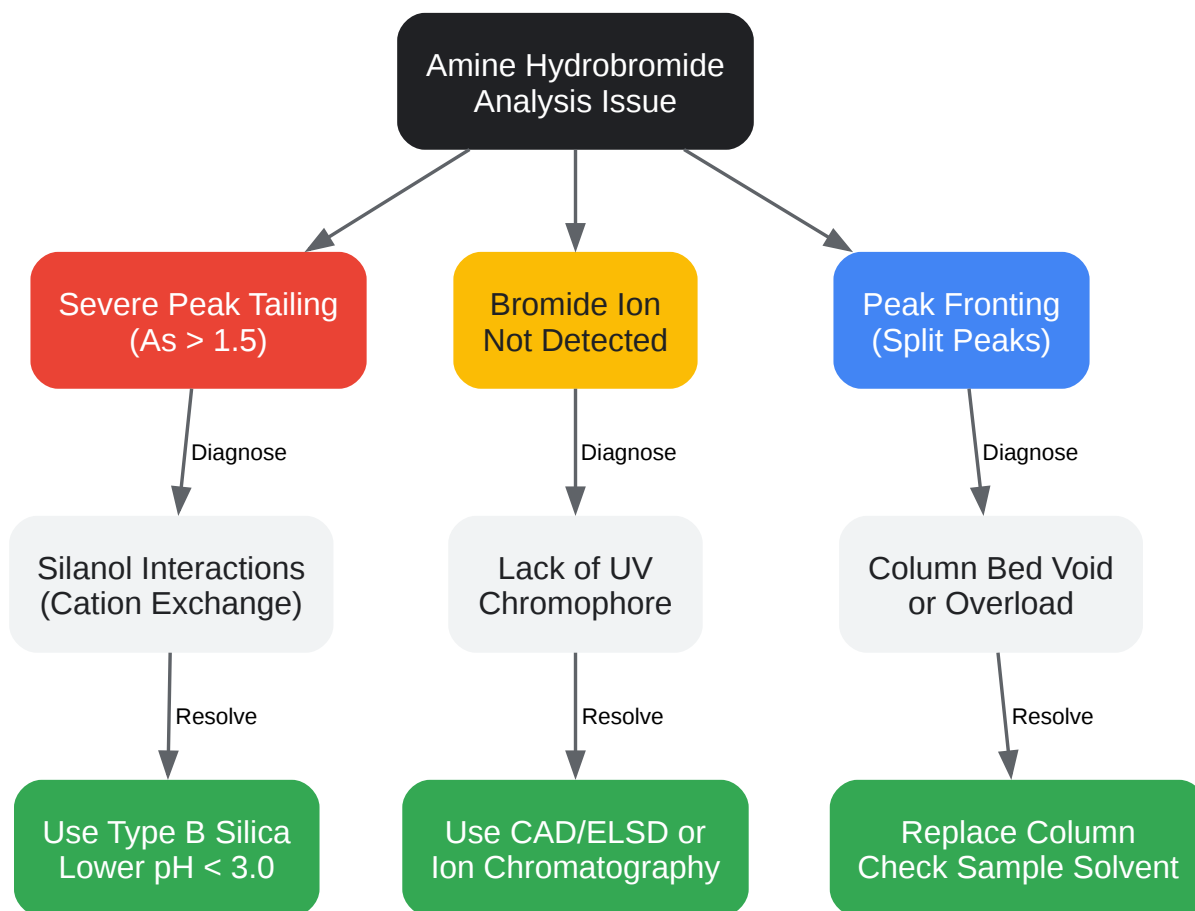 Amine Hydrobromide
Analysis Issue
Severe Peak Tailing
(As > 1.5)
Bromide Ion
Not Detected
Peak Fronting
(Split Peaks)
Diagnose
Diagnose
Diagnose
Silanol Interactions
(Cation Exchange)
Lack of UV
Chromophore
Column Bed Void
or Overload
Resolve
Resolve
Resolve
Use Type B Silica
Lower pH < 3.0
Use CAD/ELSD or
Ion Chromatography
Replace Column
Check Sample Solvent